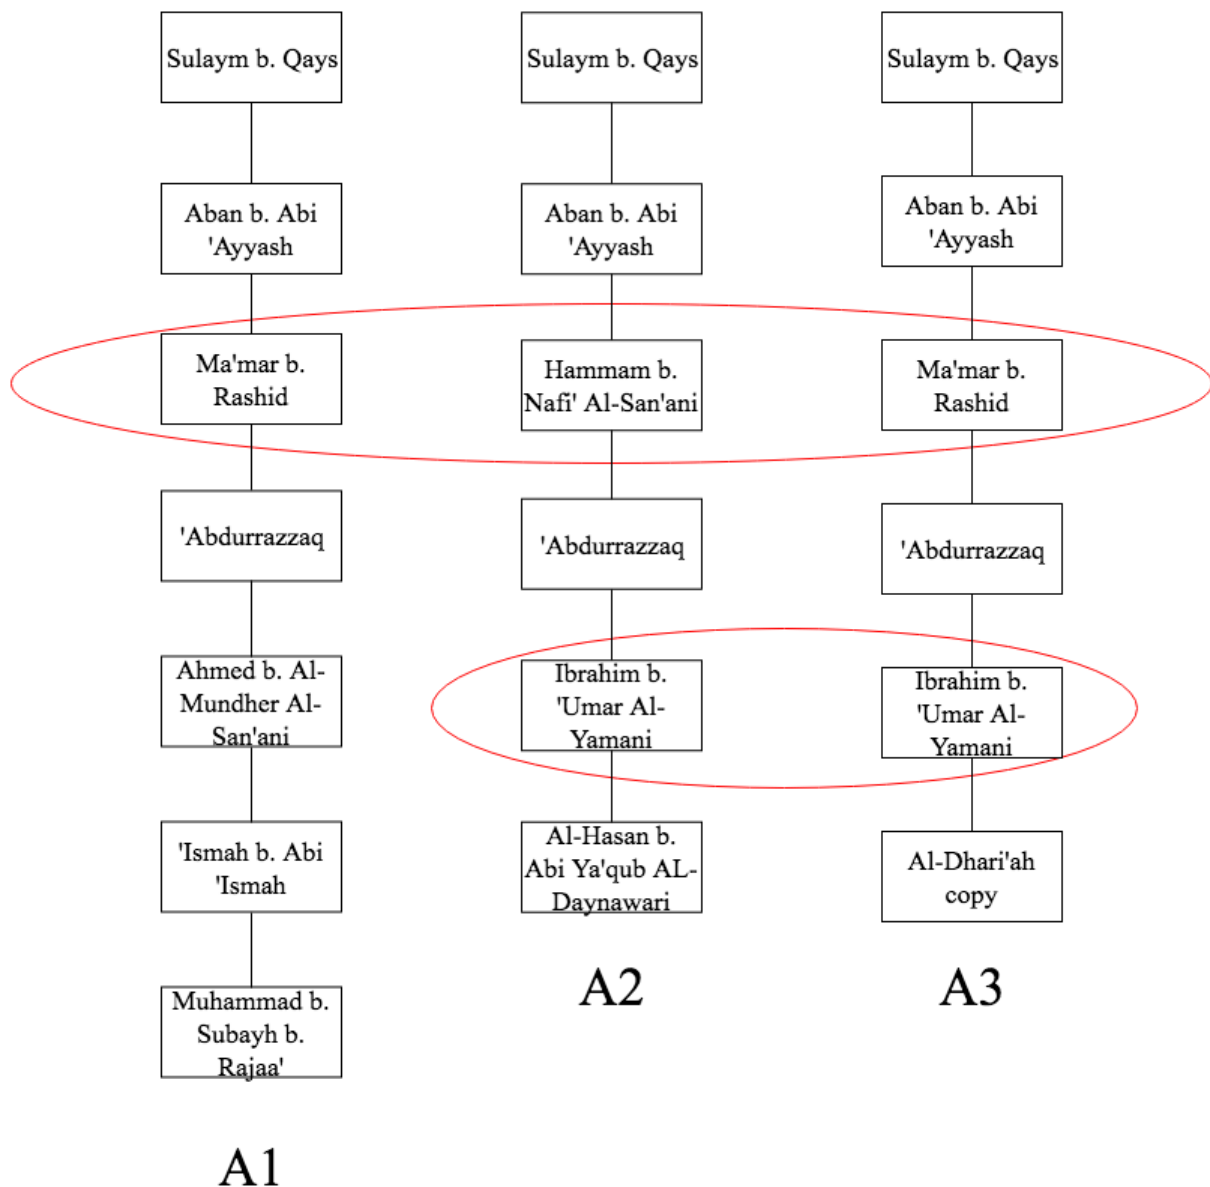 Sulaym b. Qays
Aban b. Abi
'Ayyash
Ma'mar b.
Rashid
'Abdurrazzaq
Ahmed b. Al-
Mundher Al-
San'ani
'Ismah b. Abi
'Ismah
Muhammad b.
Subayh b.
Rajaa'
A1
Sulaym b. Qays
Aban b. Abi
'Ayyash
Hammam b.
Nafi' Al-San'ani
'Abdurrazzaq
Ibrahim b.
'Umar Al-
Yamani
Al-Hasan b.
Abi Ya'qub AL-
Daynawari
A2
Sulaym b. Qays
Aban b. Abi
'Ayyash
Ma'mar b.
Rashid
'Abdurrazzaq
Ibrahim b.
'Umar Al-
Yamani
Al-Dhari'ah
copy
A3